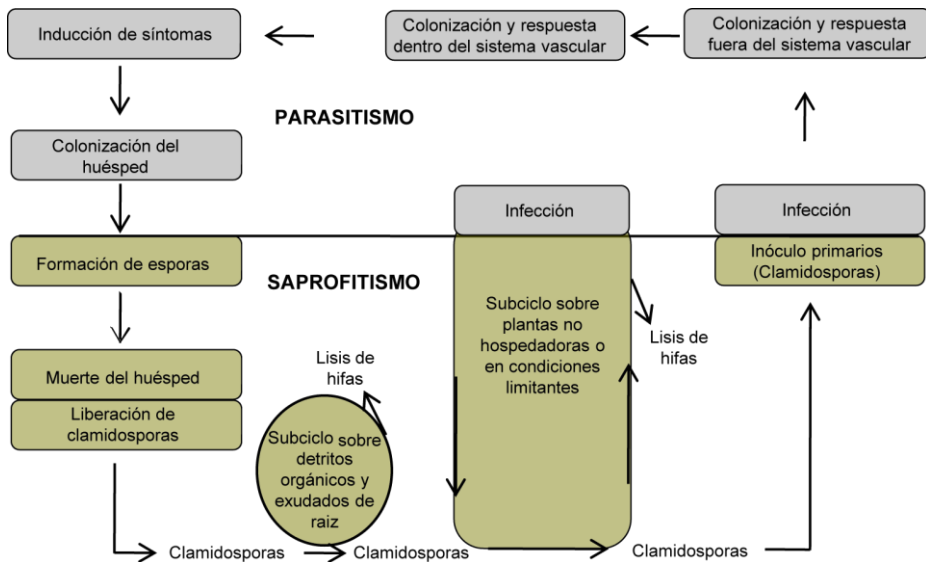 Inducción de síntomas
Colonización y respuesta
dentro del sistema vascular
Colonización y respuesta
fuera del sistema vascular
PARASITISMO
Colonización del
huésped
Infección
Infección
Formación de esporas
Inóculo primarios
(Clamidosporas)
SAPROFITISMO
Subciclo sobre
plantas no
hospedadoras o
en condiciones
limitantes
Lisis de
hifas
Lisis de
hifas
Muerte del huésped
Liberación de
clamidosporas
Subciclo sobre
detritos
orgánicos y
exudados de
raiz
Clamidosporas
Clamidosporas
Clamidosporas